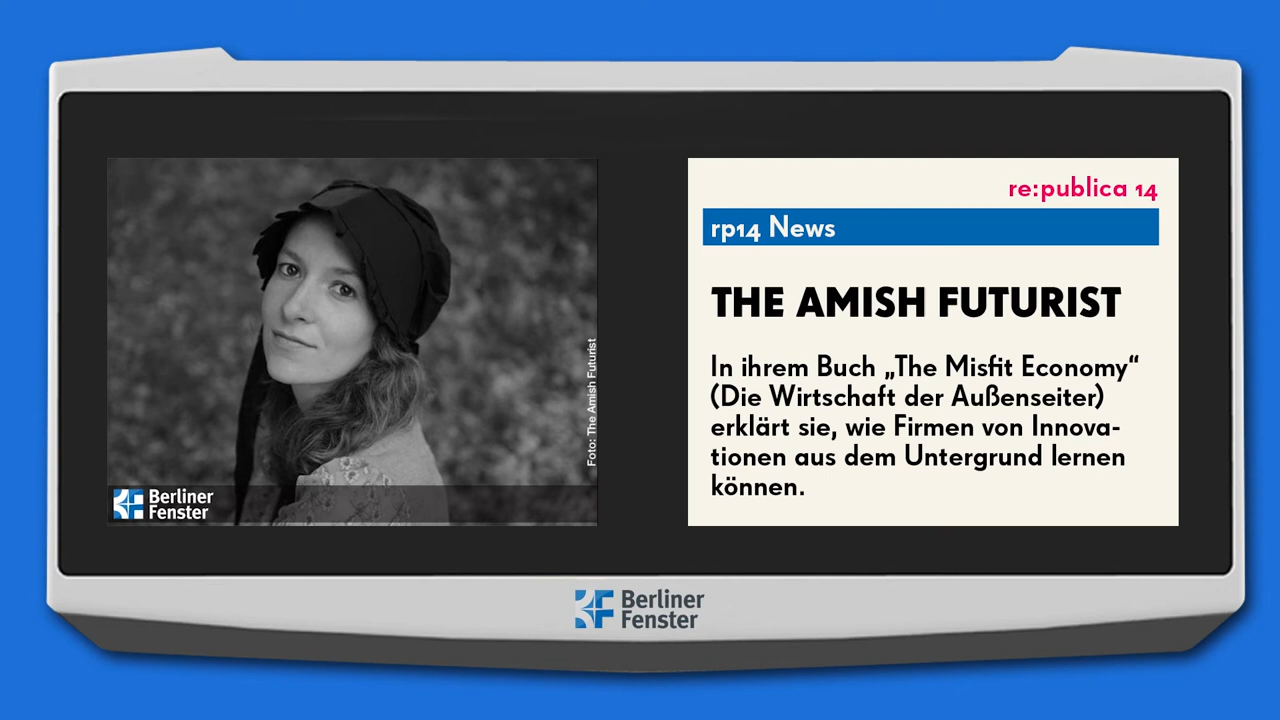 Foto: The Amish Futurist
Berliner
Fenster
re:publica 14
rp14 News
THE AMISH FUTURIST
In ihrem Buch „The Misfit Economy“
(Die Wirtschaft der Außenseiter)
erklärt sie, wie Firmen von Innova-
tionen aus dem Untergrund lernen
können.
Berliner
Fenster